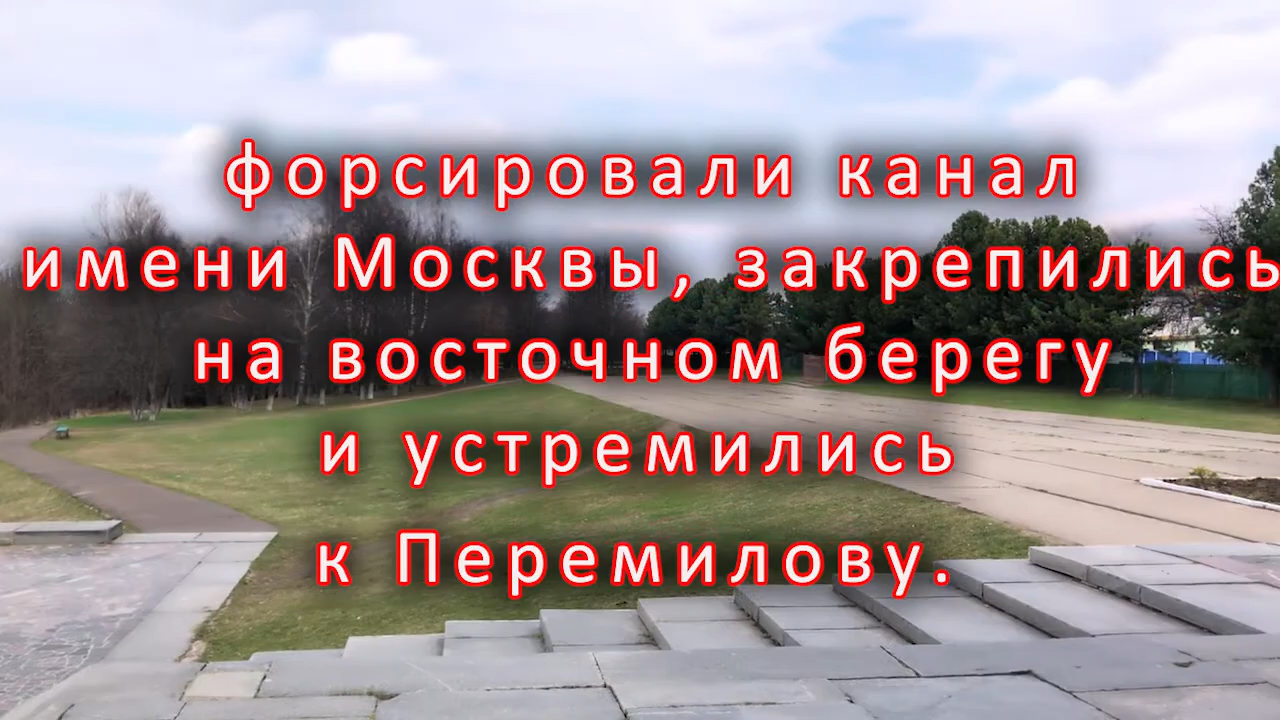 форсировали канал
имени Москвы, закрепились
на восточном берегу
и устремились
к Перемилову.